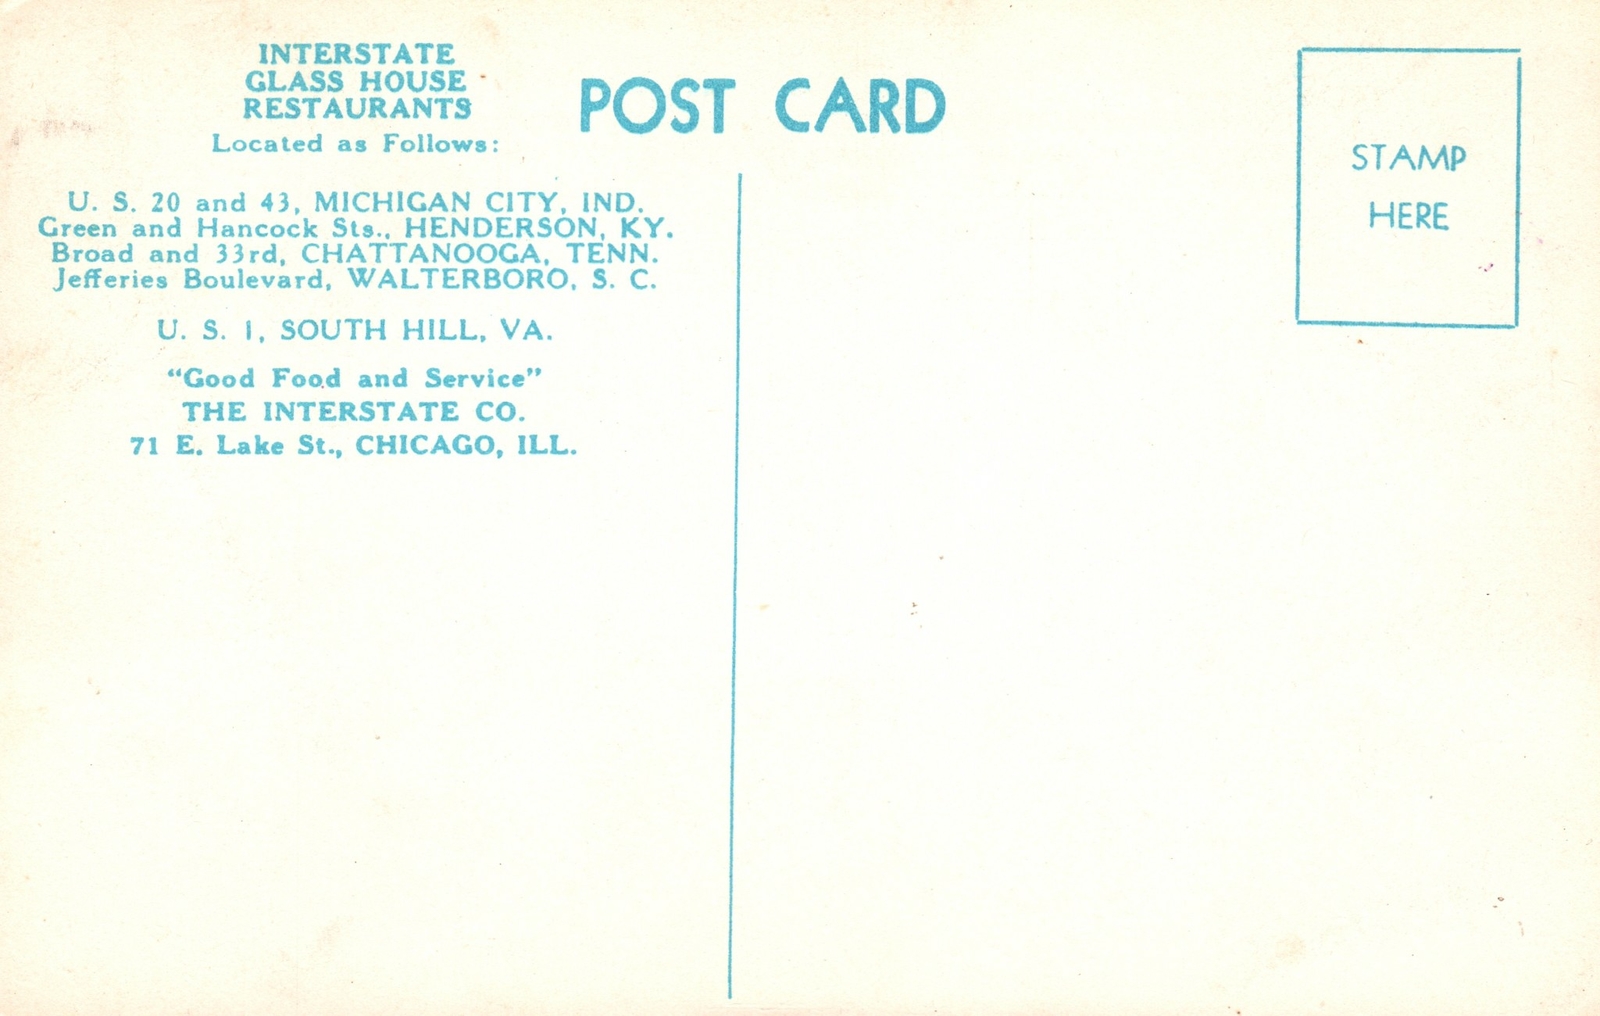 INTERSTATE
GLASS HOUSE
RESTAURANTS
Located as Follows:
U. S. 20 and 43, MICHIGAN CITY, IND.
Green and Hancock Sts., HENDERSON, KY.
Broad and 33rd, CHATTANOOGA, TENN.
Jefferies Boulevard, WALTERBORO, S. C.
U. S. 1, SOUTH HILL, VA.
"Good Food and Service"
THE INTERSTATE CO.
71 E. Lake St., CHICAGO, ILL.
POST CARD
STAMP
HERE